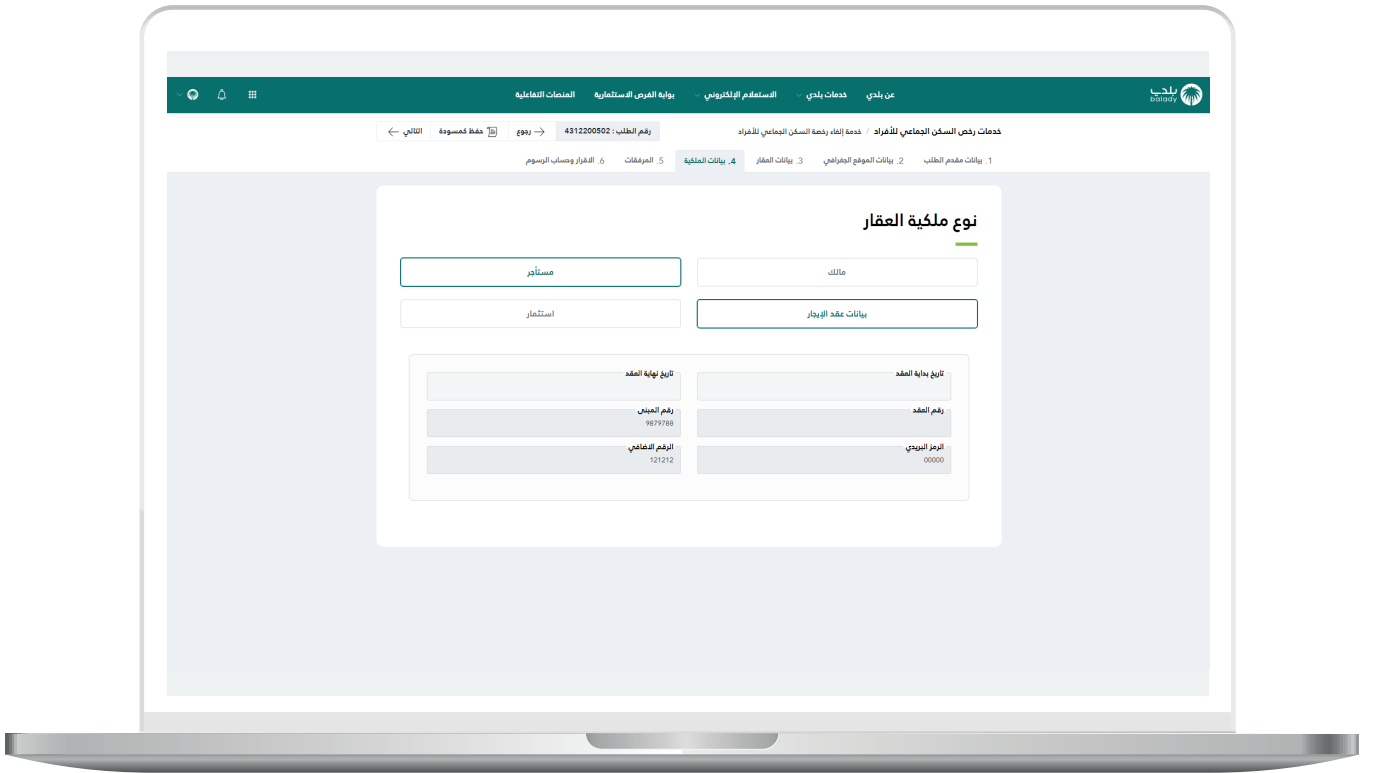 بلدي
balady
عن بلدي
خدمات بلدي
الاستعلام الإلكتروني
بوابة الفرص الاستثمارية
المنصات التفاعلية
خدمات رخص السكن الجماعي للأفراد / خدمة إلغاء رخصة السكن الجماعي للأفراد
رقم الطلب : 4312200502
رجوع
حفظ كمسودة
التالي
1. بيانات مقدم الطلب
2. بيانات الموقع الجغرافي
3. بيانات العقار
4. بيانات الملكية
5. المرفقات
6. الاقرار وحساب الرسوم
نوع ملكية العقار
مالك
مستأجر
بيانات عقد الإيجار
استثمار
تاريخ بداية العقد
تاريخ نهاية العقد
رقم العقد
رقم المبنى
9879788
الرمز البريدي
00000
الرقم الاضافي
121212